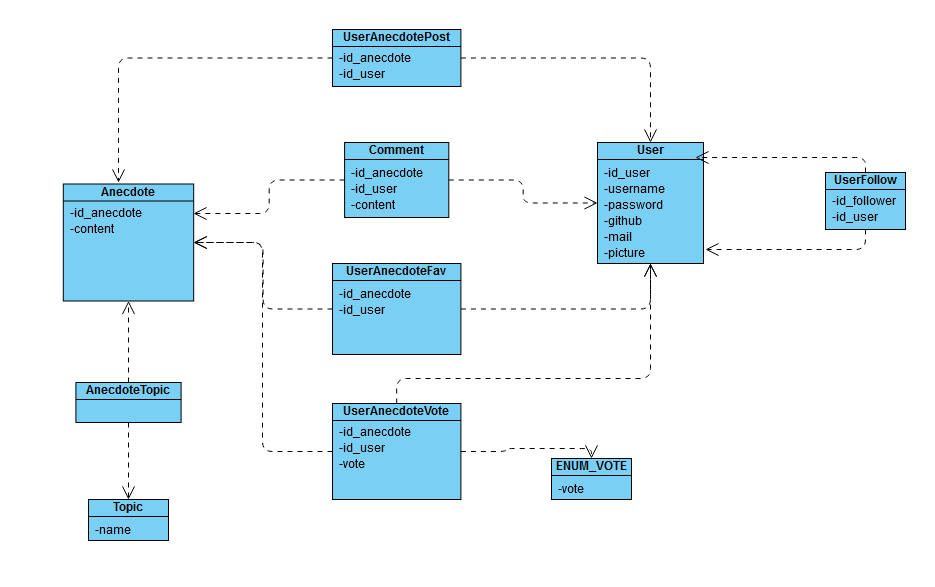 UserAnecdotePost
-id_anecdote
-id_user
Comment
-id_anecdote
-id_user
-content
User
-id_user
-username
-password
-github
-mail
-picture
UserFollow
-id_follower
-id_user
Anecdote
-id_anecdote
-content
UserAnecdoteFav
-id_anecdote
-id_user
AnecdoteTopic
UserAnecdoteVote
-id_anecdote
-id_user
-vote
ENUM_VOTE
-vote
Topic
-name